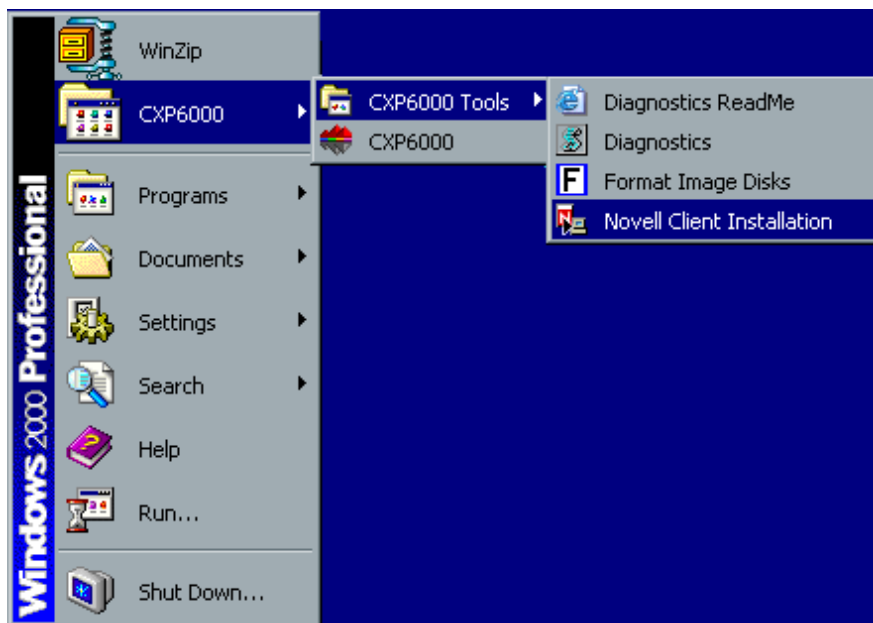 WinZip
CXP6000
Programs
Documents
Settings
Search
Help
Run...
Shut Down...
Windows 2000 Professional
CXP6000 Tools
CXP6000
Diagnostics ReadMe
Diagnostics
F Format Image Disks
N Novell Client Installation